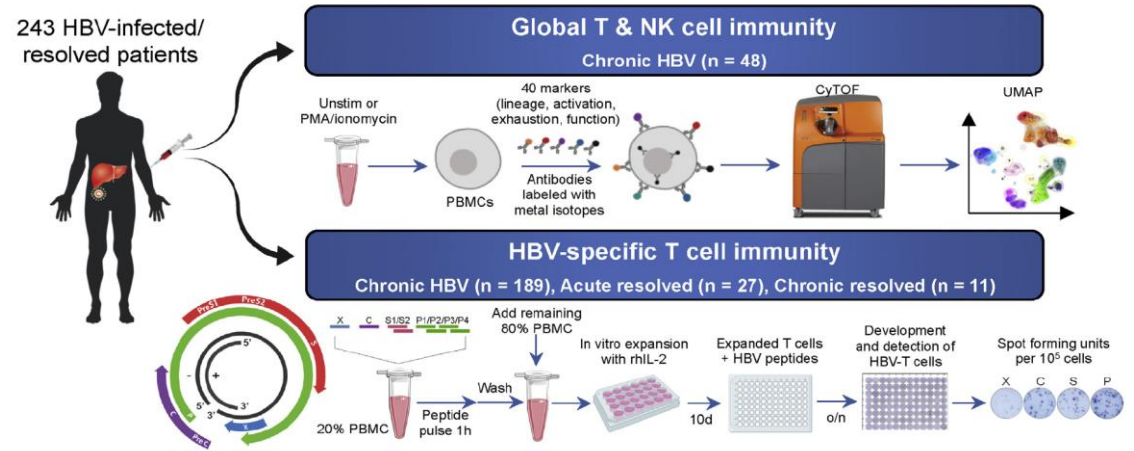 243 HBV-infected/
resolved patients
Global T & NK cell immunity
Chronic HBV (n = 48)
Unstim or
PMA/ionomycin
PBMCs
40 markers
(lineage, activation,
exhaustion, function)
Antibodies
labeled with
metal isotopes
CyTOF
UMAP
HBV-specific T cell immunity
Chronic HBV (n = 189), Acute resolved (n = 27), Chronic resolved (n = 11)
PreS1
PreS2
S
P
C
PreC
X
5'
3'
5'
3'
-
+
X C S1/S2 P1/P2/P3/P4
20% PBMC
Peptide
pulse 1h
Wash
Add remaining
80% PBMC
In vitro expansion
with rhIL-2
10d
Expanded T cells
+ HBV peptides
o/n
Development
and detection of
HBV-T cells
Spot forming units
per 10⁵ cells
X C S P